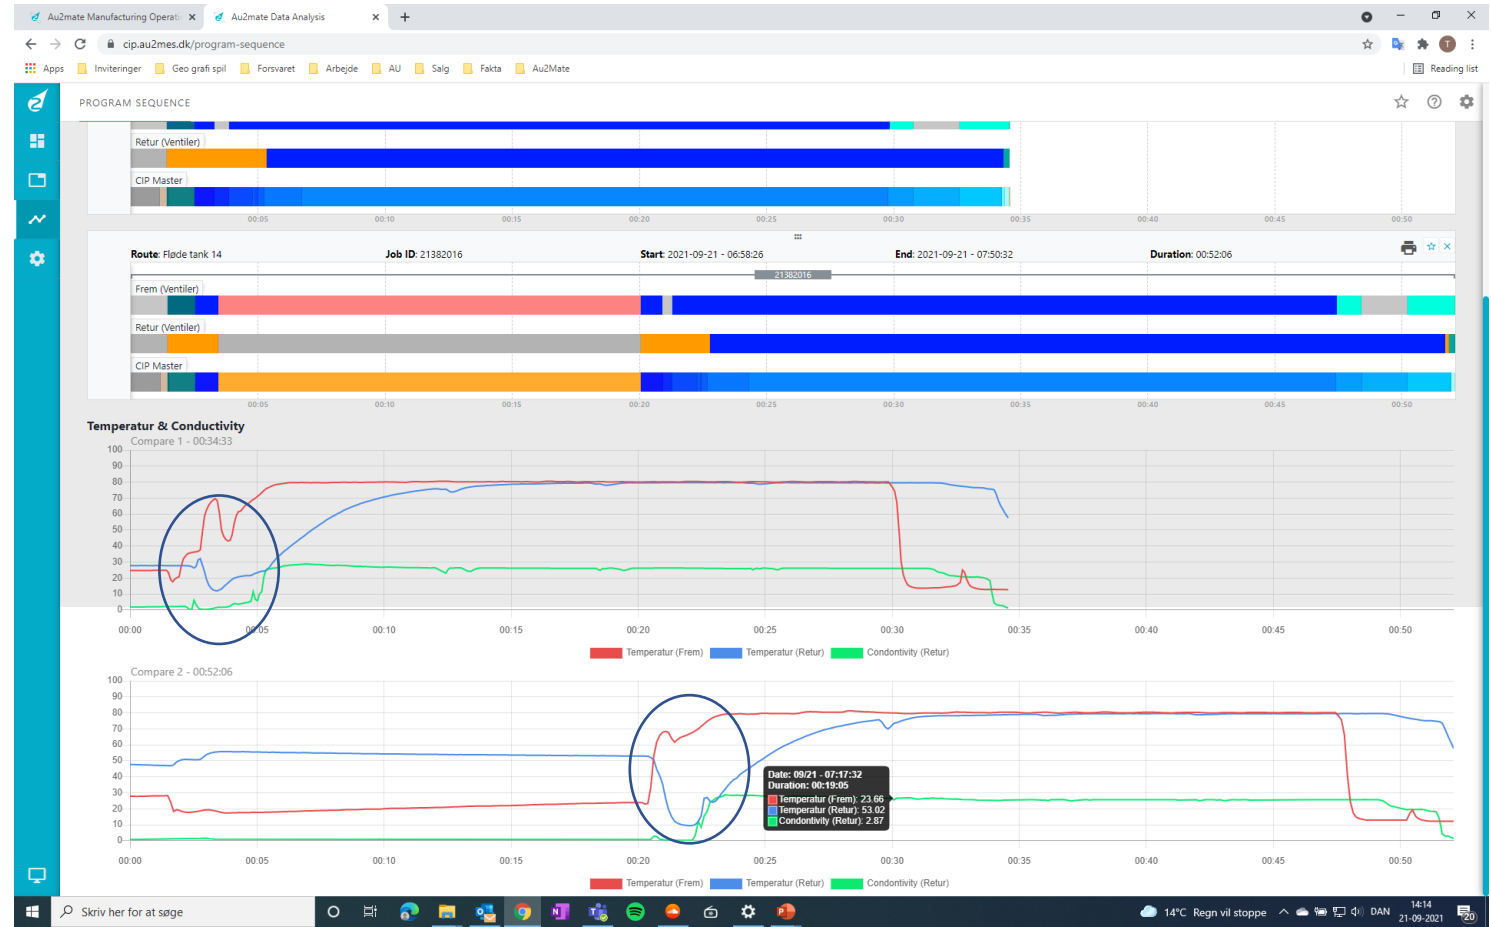 Au2mate Manufacturing Operati
Au2mate Data Analysis
cip.au2mes.dk/program-sequence
T
Apps Inviteringer Geo grafi spil Forsvaret Arbejde AU Salg Fakta Au2Mate Reading list
PROGRAM SEQUENCE
Retur (Ventiler)
CIP Master
00:05 00:10 00:15 00:20 00:25 00:30 00:35 00:40 00:45 00:50
Route: Fløde tank 14 Job ID: 21382016 Start: 2021-09-21 - 06:58:26 End: 2021-09-21 - 07:50:32 Duration: 00:52:06
21382016
Frem (Ventiler)
Retur (Ventiler)
CIP Master
00:05 00:10 00:15 00:20 00:25 00:30 00:35 00:40 00:45 00:50
Temperatur & Conductivity
Compare 1 - 00:34:33
100
90
80
70
60
50
40
30
20
10
0
00:00 00:05 00:10 00:15 00:20 00:25 00:30 00:35 00:40 00:45 00:50
Temperatur (Frem) Temperatur (Retur) Condontivity (Retur)
Compare 2 - 00:52:06
100
90
80
70
60
50
40
30
20
10
0
Date: 09/21 - 07:17:32
Duration: 00:19:05
Temperatur (Frem): 23.66
Temperatur (Retur): 53.02
Condontivity (Retur): 2.87
00:00 00:05 00:10 00:15 00:20 00:25 00:30 00:35 00:40 00:45 00:50
Temperatur (Frem) Temperatur (Retur) Condontivity (Retur)
Skriv her for at søge
14°C Regn vil stoppe
DAN
14:14
21-09-2021
20